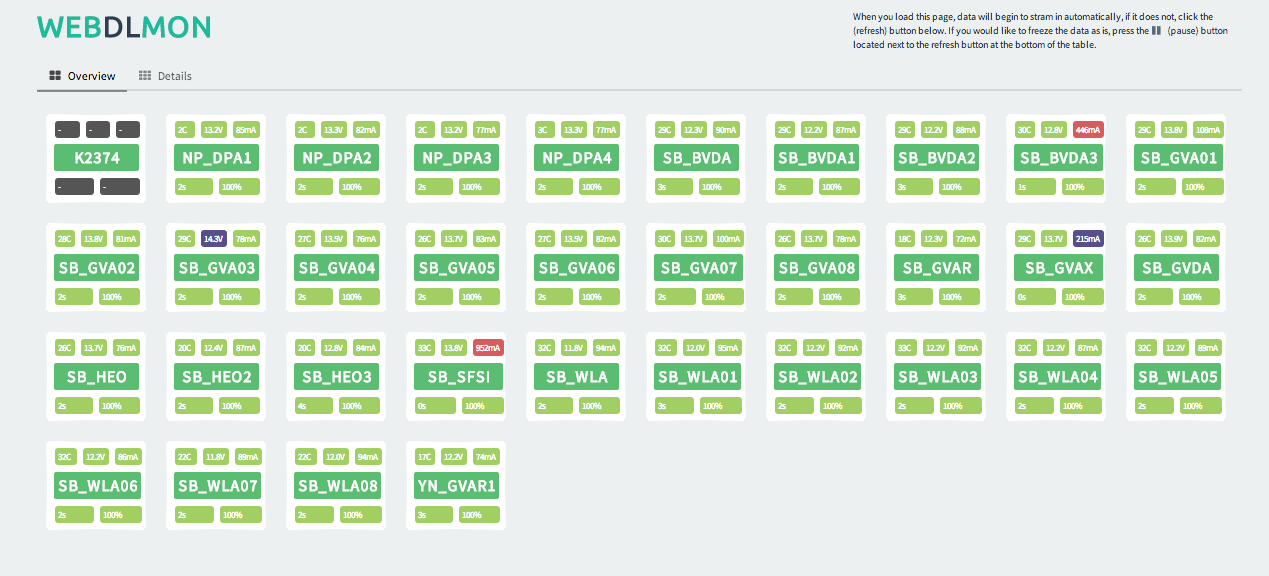 WEBDLMON
When you load this page, data will begin to stram in automatically, if it does not, click the
(refresh) button below. If you would like to freeze the data as is, press the (pause) button
located next to the refresh button at the bottom of the table.
Overview Details
- - - 2C 13.2V 85mA 2C 13.3V 82mA 2C 13.2V 77mA 3C 13.3V 77mA 29C 12.3V 90mA 29C 12.2V 87mA 29C 12.2V 88mA 30C 12.8V 446mA 29C 13.8V 108mA
K2374 NP_DPA1 NP_DPA2 NP_DPA3 NP_DPA4 SB_BVDA SB_BVDA1 SB_BVDA2 SB_BVDA3 SB_GVA01
- - 2s 100% 2s 100% 2s 100% 2s 100% 3s 100% 2s 100% 3s 100% 1s 100% 2s 100%
28C 13.8V 81mA 29C 14.3V 78mA 27C 13.5V 76mA 26C 13.7V 83mA 27C 13.5V 82mA 30C 13.7V 100mA 26C 13.7V 78mA 18C 12.3V 72mA 29C 13.7V 215mA 26C 13.9V 82mA
SB_GVA02 SB_GVA03 SB_GVA04 SB_GVA05 SB_GVA06 SB_GVA07 SB_GVA08 SB_GVAR SB_GVAX SB_GVDA
2s 100% 2s 100% 2s 100% 2s 100% 2s 100% 2s 100% 2s 100% 3s 100% 0s 100% 2s 100%
26C 13.7V 76mA 20C 12.4V 87mA 20C 12.8V 84mA 33C 13.8V 952mA 32C 11.8V 94mA 32C 12.0V 95mA 32C 12.2V 92mA 33C 12.2V 92mA 32C 12.2V 87mA 32C 12.2V 89mA
SB_HEO SB_HEO2 SB_HEO3 SB_SFSI SB_WLA SB_WLA01 SB_WLA02 SB_WLA03 SB_WLA04 SB_WLA05
2s 100% 2s 100% 4s 100% 0s 100% 2s 100% 3s 100% 2s 100% 2s 100% 2s 100% 2s 100%
32C 12.2V 86mA 22C 11.8V 89mA 22C 12.0V 94mA 17C 12.2V 74mA
SB_WLA06 SB_WLA07 SB_WLA08 YN_GVAR1
2s 100% 2s 100% 2s 100% 3s 100%